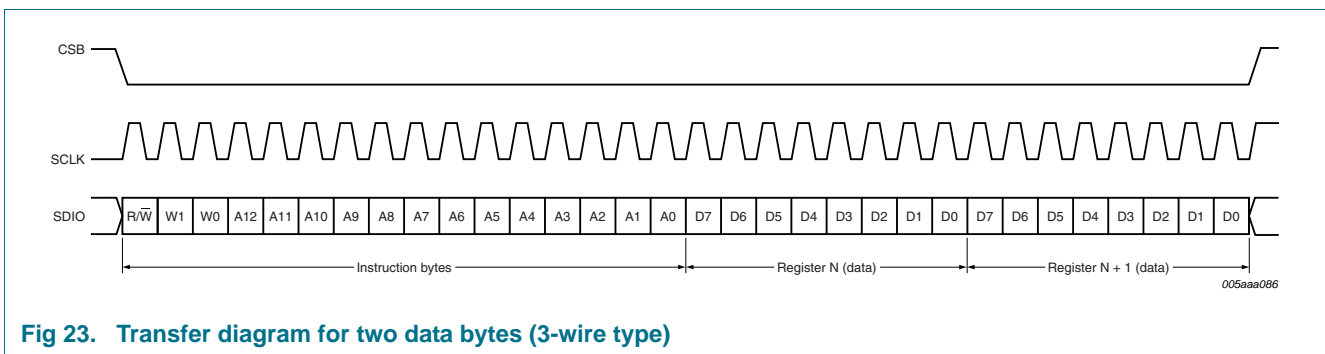 CSB
SCLK
SDIO R/W̅ W1 W0 A12 A11 A10 A9 A8 A7 A6 A5 A4 A3 A2 A1 A0 D7 D6 D5 D4 D3 D2 D1 D0 D7 D6 D5 D4 D3 D2 D1 D0
Instruction bytes Register N (data) Register N + 1 (data)
005aaa086
Fig 23. Transfer diagram for two data bytes (3-wire type)